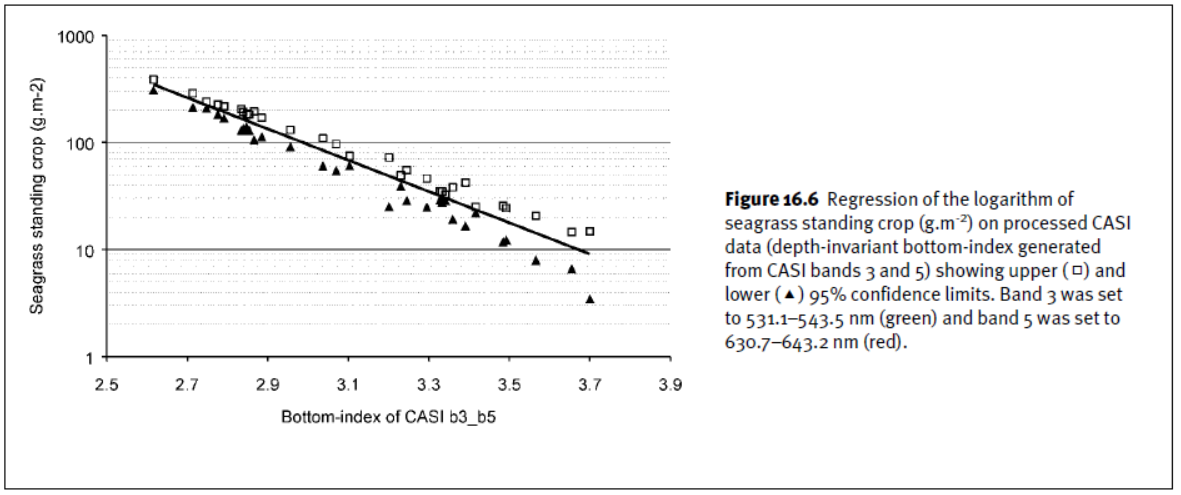 1000
100
10
1
Seagrass standing crop (g.m-2)
2.5 2.7 2.9 3.1 3.3 3.5 3.7 3.9
Bottom-index of CASI b3_b5
Figure 16.6 Regression of the logarithm of
seagrass standing crop (g.m⁻²) on processed CASI
data (depth-invariant bottom-index generated
from CASI bands 3 and 5) showing upper (□) and
lower (▲) 95% confidence limits. Band 3 was set
to 531.1–543.5 nm (green) and band 5 was set to
630.7–643.2 nm (red).